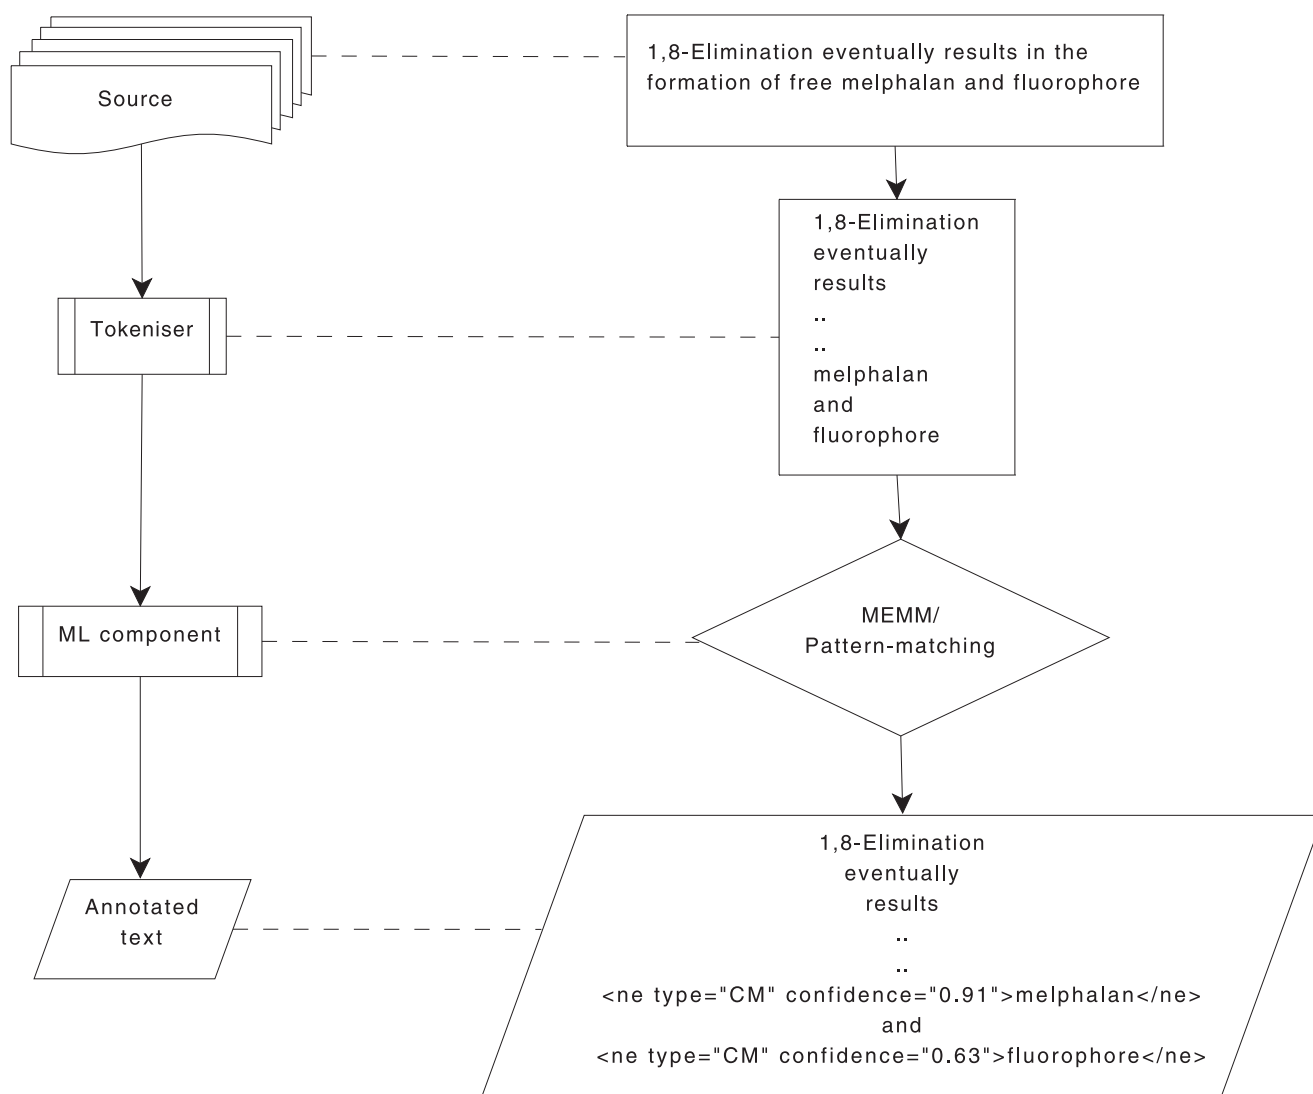 Source
1,8-Elimination eventually results in the
formation of free melphalan and fluorophore
Tokeniser
1,8-Elimination
eventually
results
..
..
melphalan
and
fluorophore
ML component
MEMM/
Pattern-matching
Annotated
text
1,8-Elimination
eventually
results
..
..
<ne type="CM" confidence="0.91">melphalan</ne>
and
<ne type="CM" confidence="0.63">fluorophore</ne>